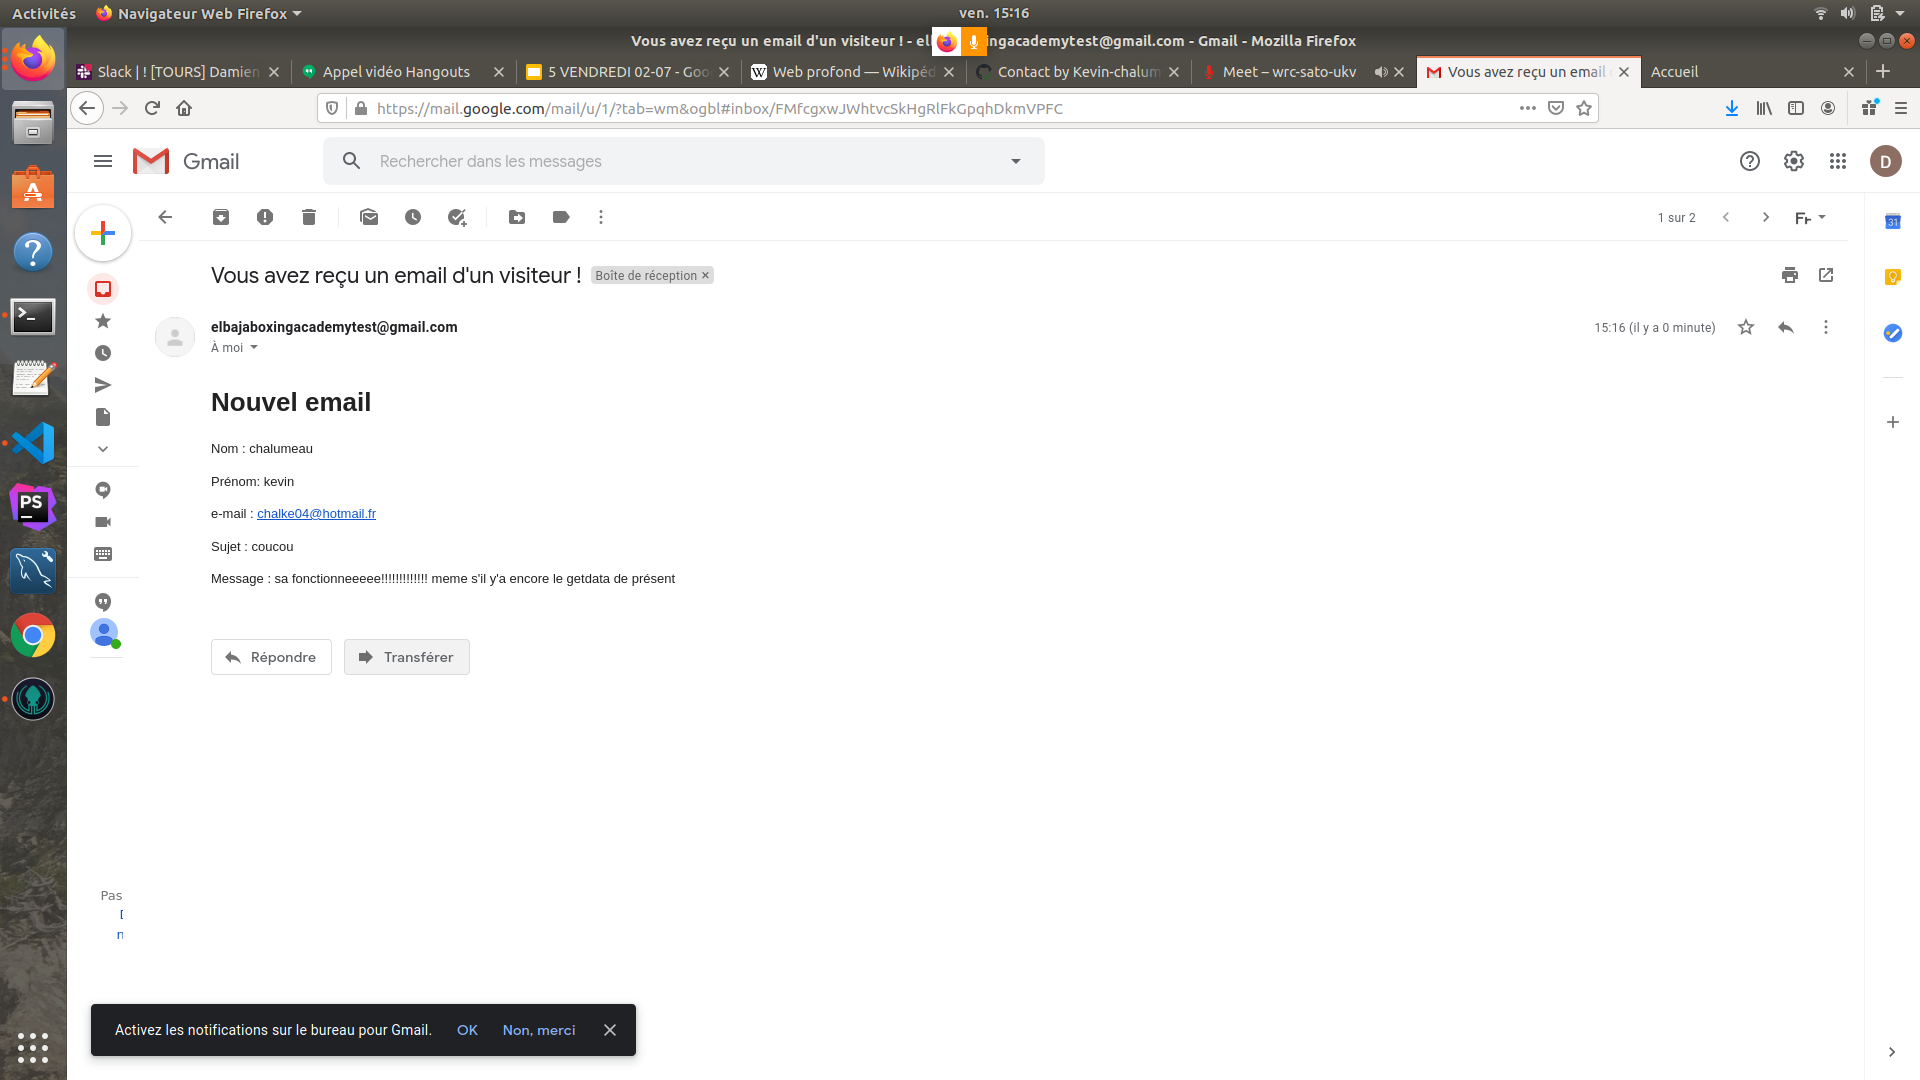 Activités
Navigateur Web Firefox
ven. 15:16
Vous avez reçu un email d'un visiteur ! - el ingacademytest@gmail.com - Gmail - Mozilla Firefox
Slack | ! [TOURS] Damien
Appel vidéo Hangouts
5 VENDREDI 02-07 - Goo
Web profond — Wikipéd
Contact by Kevin-chalum
Meet – wrc-sato-ukv
Vous avez reçu un email
Accueil
https://mail.google.com/mail/u/1/?tab=wm&ogbl#inbox/FMfcgxwJWhtvcSkHgRlFkGpqhDkmVPFC
Gmail
Rechercher dans les messages
D
1 sur 2
31
Vous avez reçu un email d'un visiteur !
Boîte de réception ×
elbajaboxingacademytest@gmail.com
15:16 (il y a 0 minute)
À moi
Nouvel email
Nom : chalumeau
Prénom: kevin
e-mail : chalke04@hotmail.fr
Sujet : coucou
Message : sa fonctionneeeee!!!!!!!!!!!!! meme s'il y'a encore le getdata de présent
Répondre
Transférer
PS
Pas
Activez les notifications sur le bureau pour Gmail.
OK
Non, merci